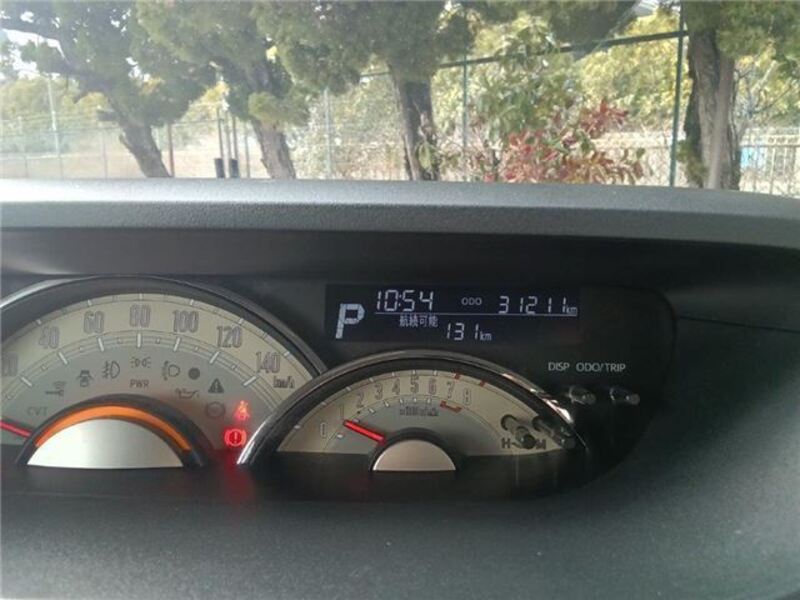 P 10:54 ODO 31211km
航続可能 131km
20 40 60 80 100 120 140 km/h
PWR
CVT
DISP ODO/TRIP
0 1 2 3 4 5 6 7 8
H